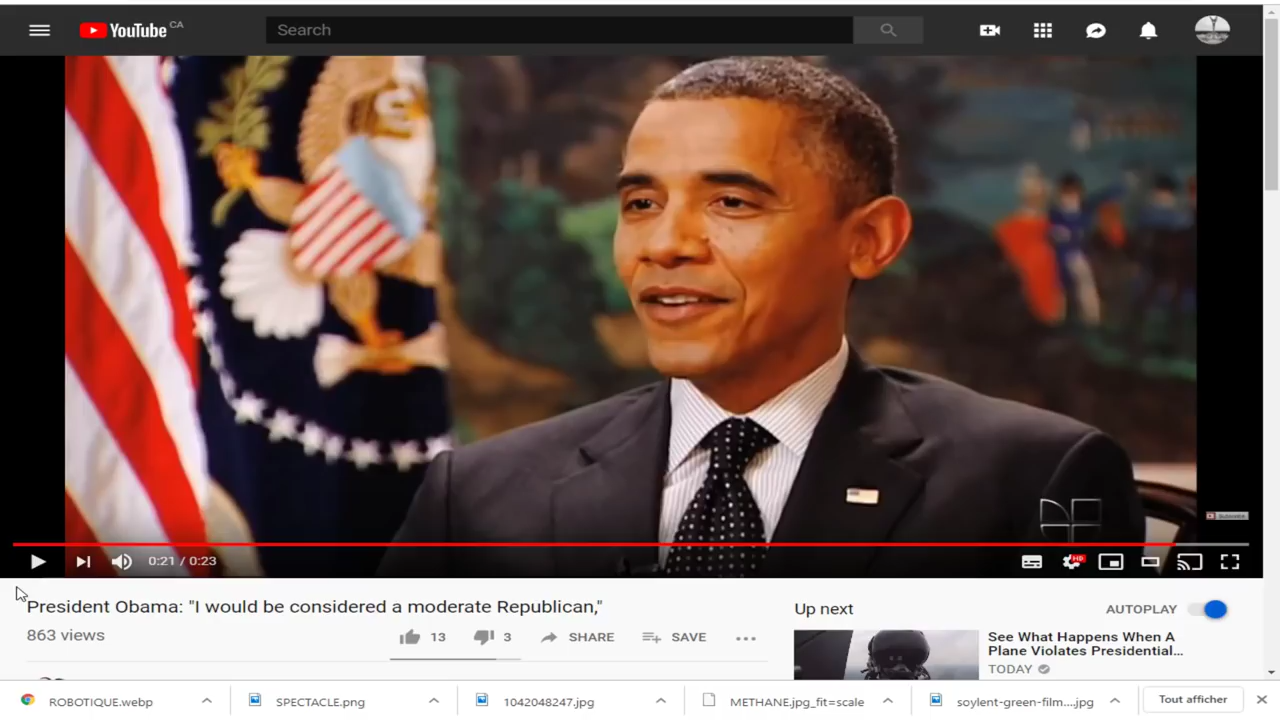 YouTube CA
Search
Subscribe
0:21 / 0:23
HD
President Obama: "I would be considered a moderate Republican,"
863 views
13
3
SHARE
SAVE
Up next
AUTOPLAY
See What Happens When A
Plane Violates Presidential...
TODAY
ROBOTIQUE.webp
SPECTACLE.png
1042048247.jpg
METHANE.jpg_fit=scale
soylent-green-film....jpg
Tout afficher